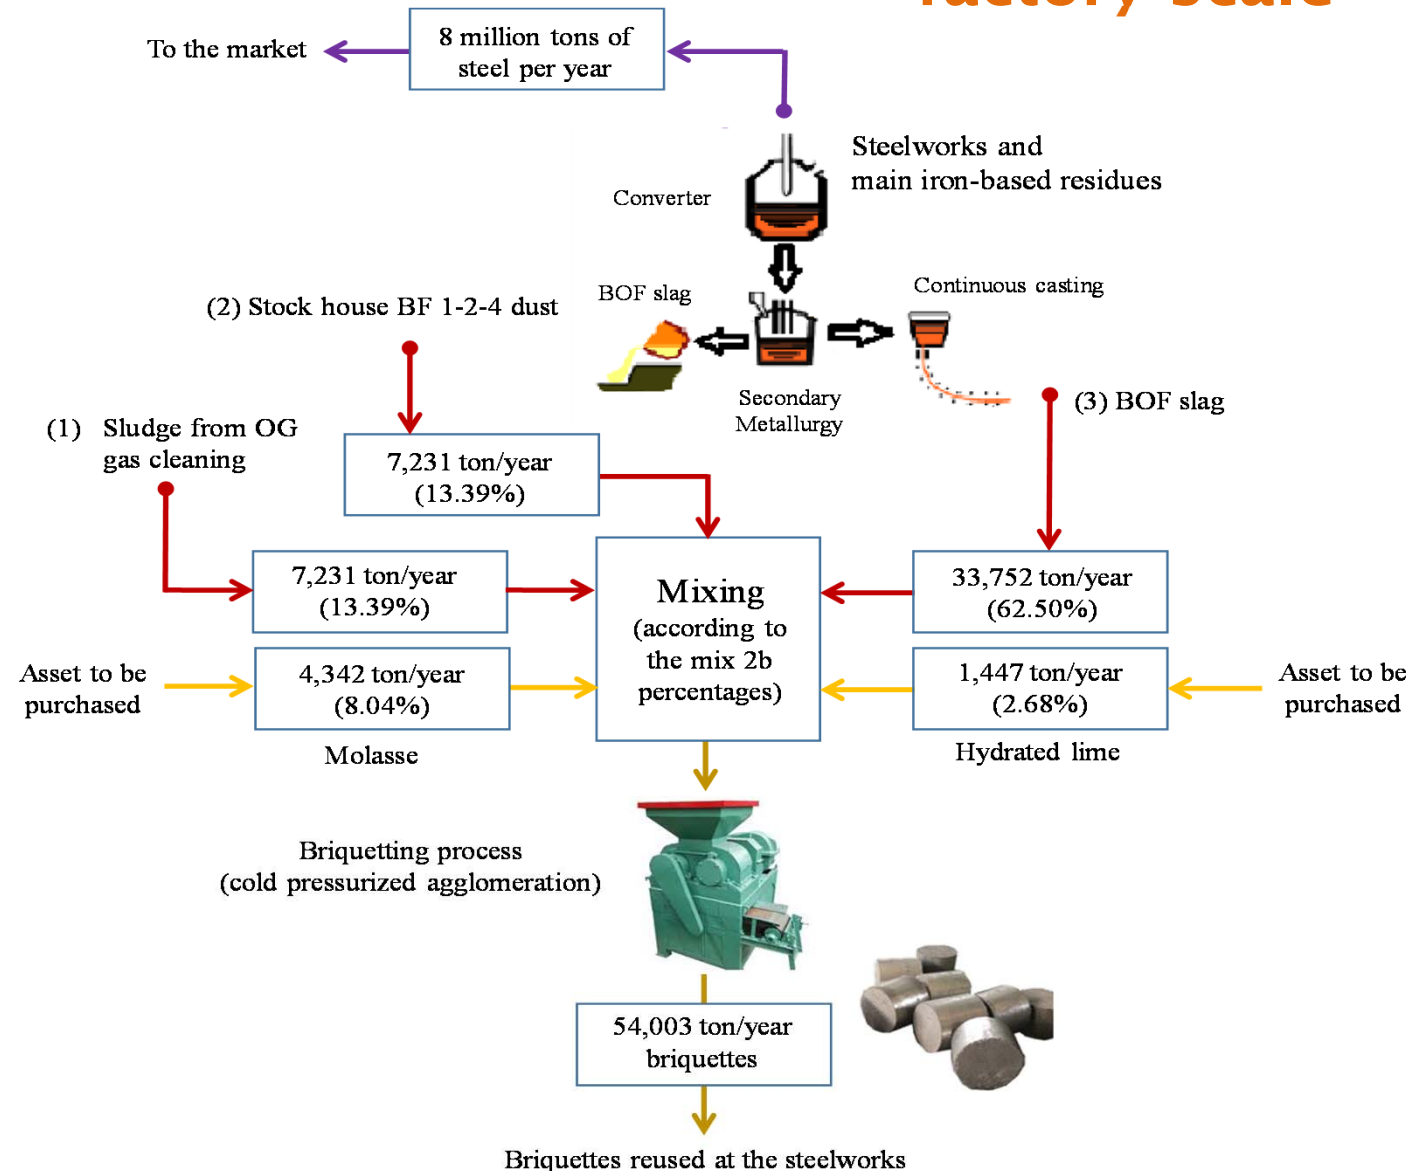 factory scale
To the market
8 million tons of
steel per year
Steelworks and
main iron-based residues
Converter
BOF slag
Continuous casting
Secondary
Metallurgy
(2) Stock house BF 1-2-4 dust
(3) BOF slag
(1) Sludge from OG
gas cleaning
7,231 ton/year
(13.39%)
7,231 ton/year
(13.39%)
Mixing
(according to
the mix 2b
percentages)
33,752 ton/year
(62.50%)
Asset to be
purchased
4,342 ton/year
(8.04%)
Molasse
1,447 ton/year
(2.68%)
Hydrated lime
Asset to be
purchased
Briquetting process
(cold pressurized agglomeration)
54,003 ton/year
briquettes
Briquettes reused at the steelworks